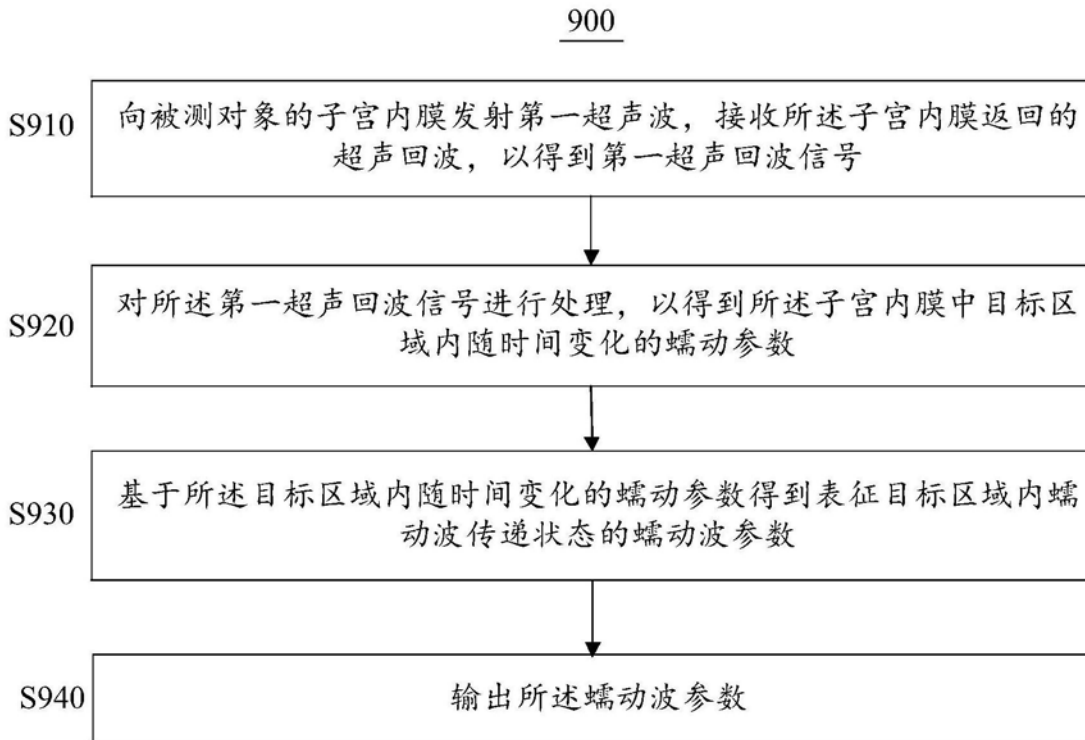 900
S910
向被测对象的子宫内膜发射第一超声波，接收所述子宫内膜返回的
超声回波，以得到第一超声回波信号
S920
对所述第一超声回波信号进行处理，以得到所述子宫内膜中目标区
域内随时间变化的蠕动参数
S930
基于所述目标区域内随时间变化的蠕动参数得到表征目标区域内蠕
动波传递状态的蠕动波参数
S940
输出所述蠕动波参数